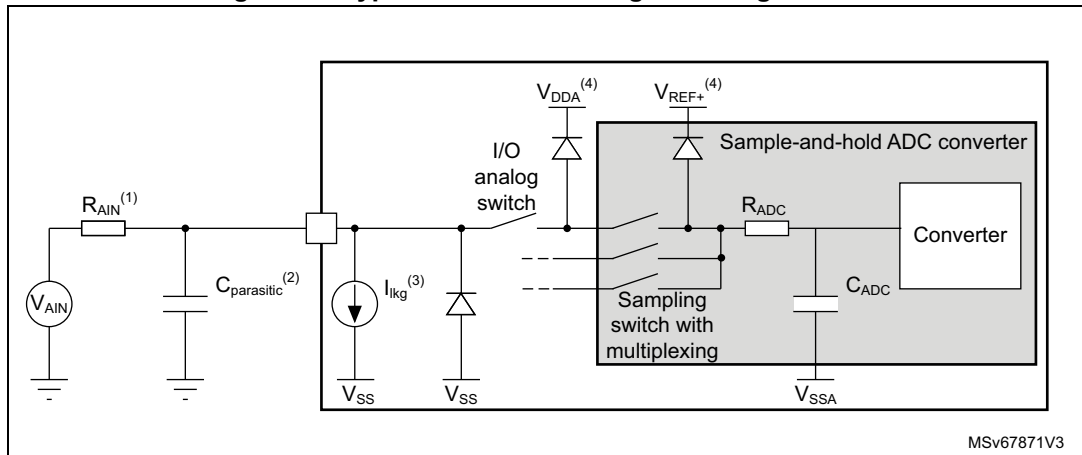 V_DDA(4)
V_REF+(4)
Sample-and-hold ADC converter
I/O
analog
switch
R_AIN(1)
R_ADC
Converter
V_AIN
C_parasitic(2)
I_lkg(3)
C_ADC
Sampling
switch with
multiplexing
V_SS
V_SS
V_SSA
MSv67871V3